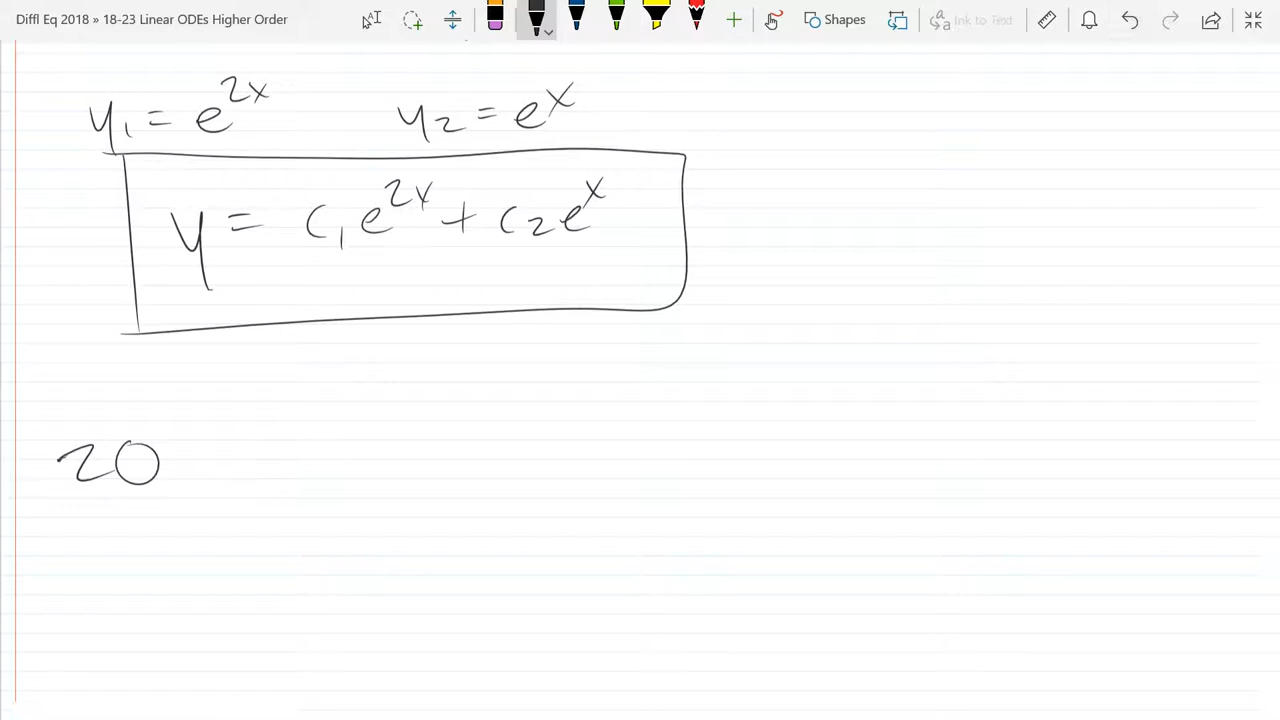 Diffl Eq 2018 » 18-23 Linear ODEs Higher Order Shapes Link to Text
y₁ = e^{2x} y₂ = e^x
y = c₁e^{2x} + c₂e^x
20